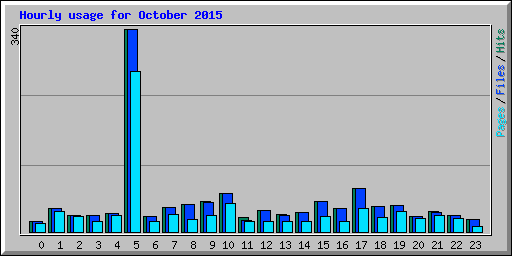 Hourly usage for October 2015
340
Pages / Files / Hits
0 1 2 3 4 5 6 7 8 9 10 11 12 13 14 15 16 17 18 19 20 21 22 23